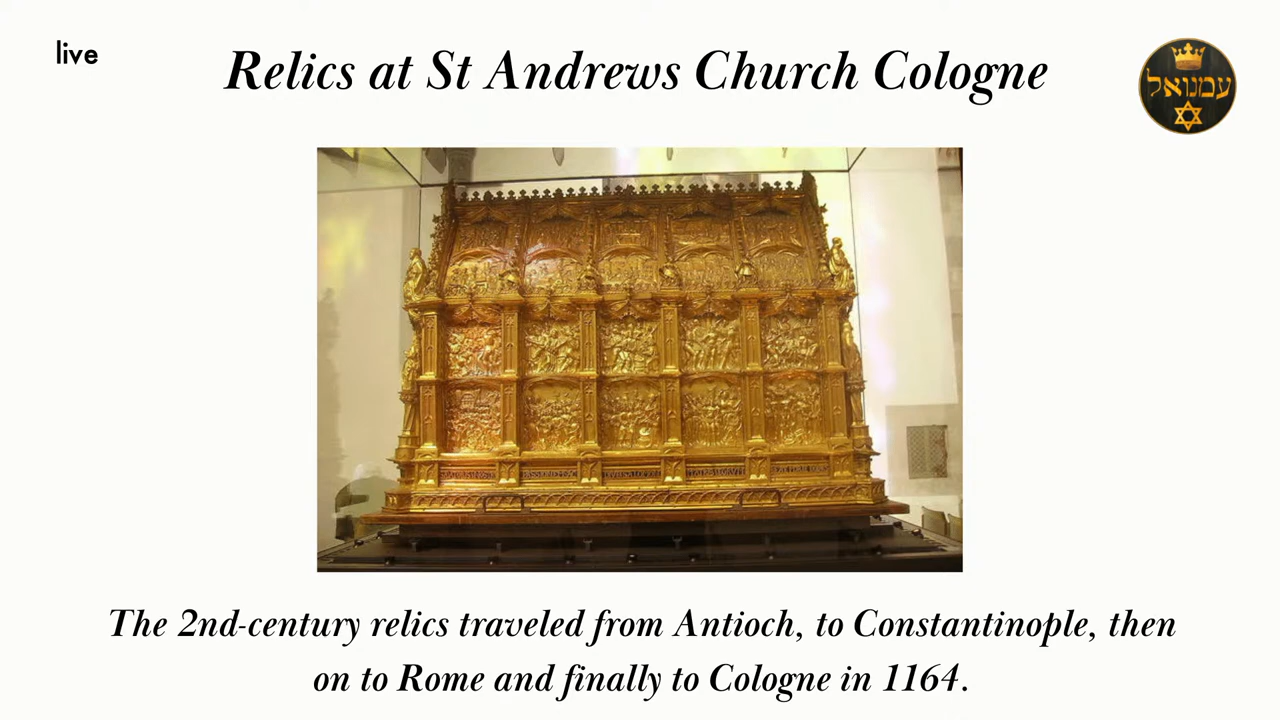 live
Relics at St Andrews Church Cologne
עמנואל
The 2nd-century relics traveled from Antioch, to Constantinople, then
on to Rome and finally to Cologne in 1164.